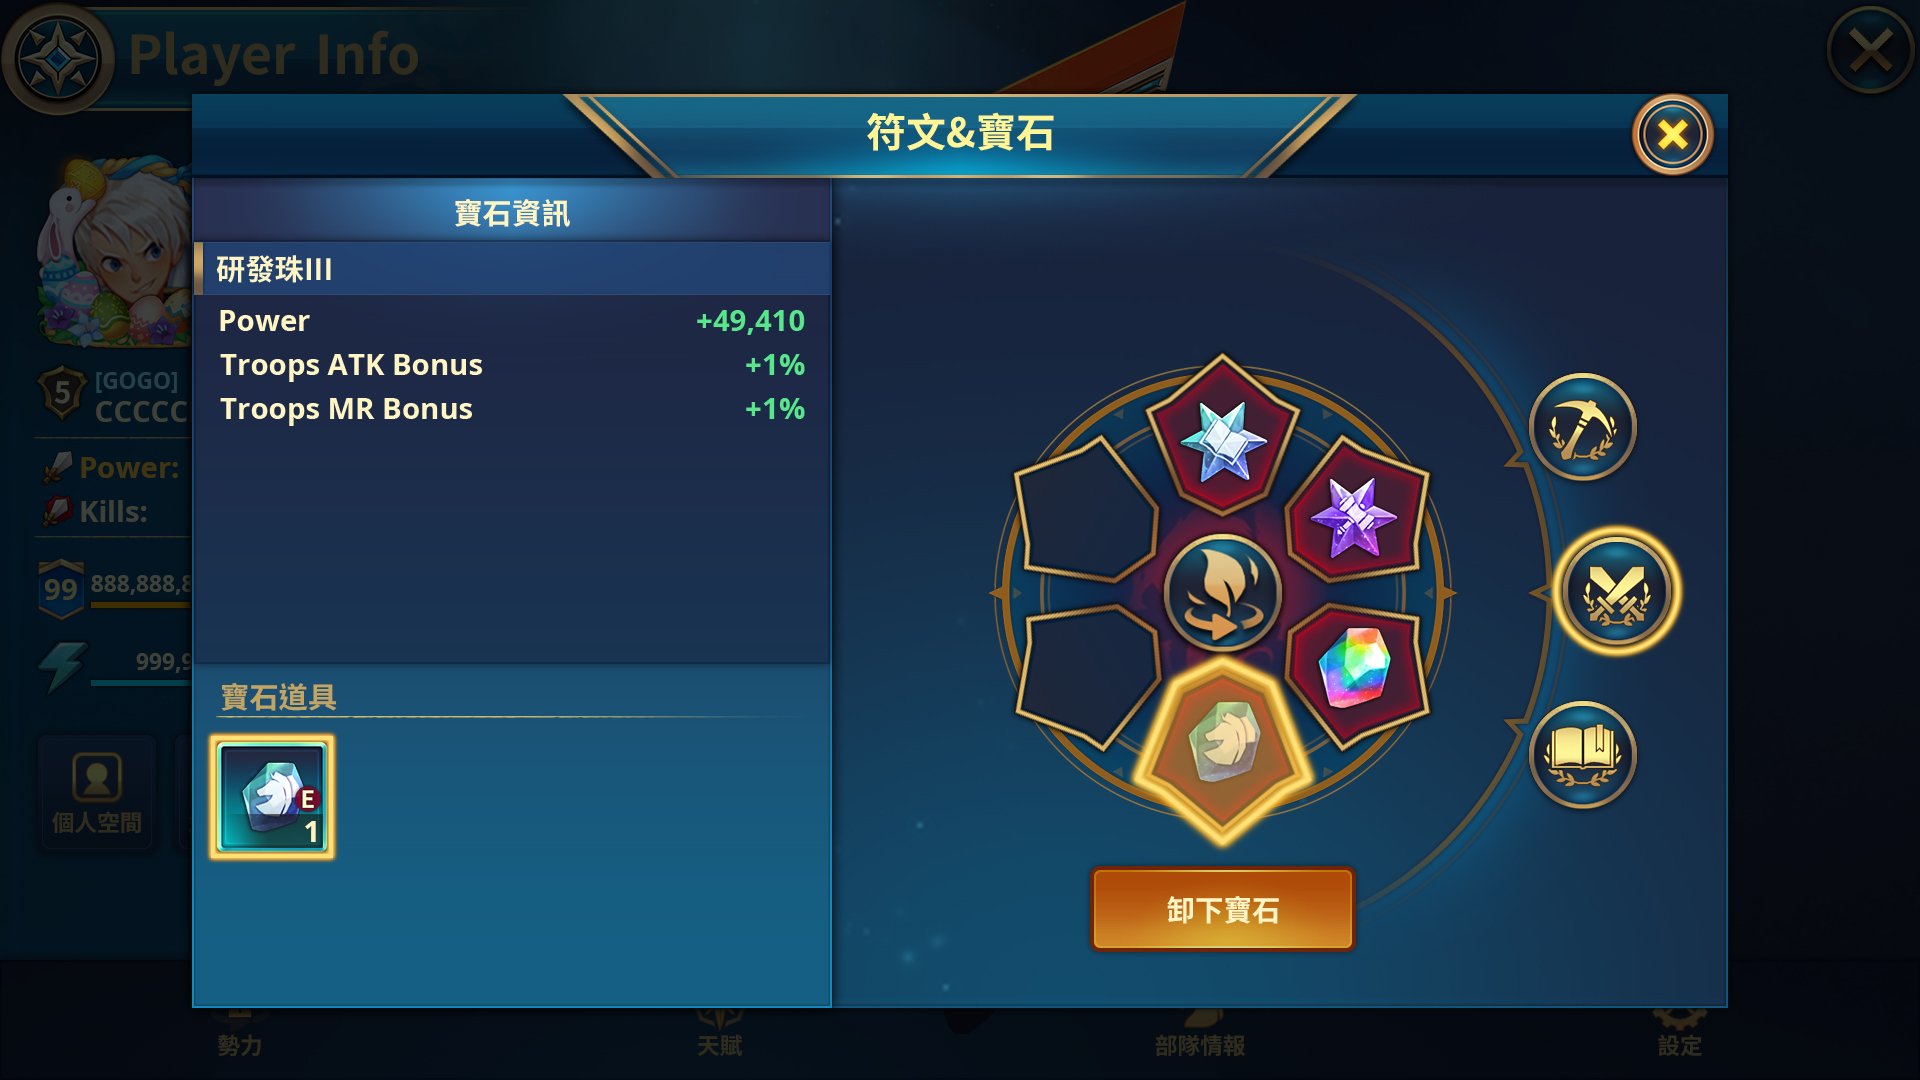 Player Info
符文&寶石
寶石資訊
研發珠III
Power +49,410
Troops ATK Bonus +1%
Troops MR Bonus +1%
寶石道具
E
1
卸下寶石
5 [GOGO]
CCCCC
Power:
Kills:
99 888,888,8
999,9
個人空間
勢力
天賦
部隊情報
設定